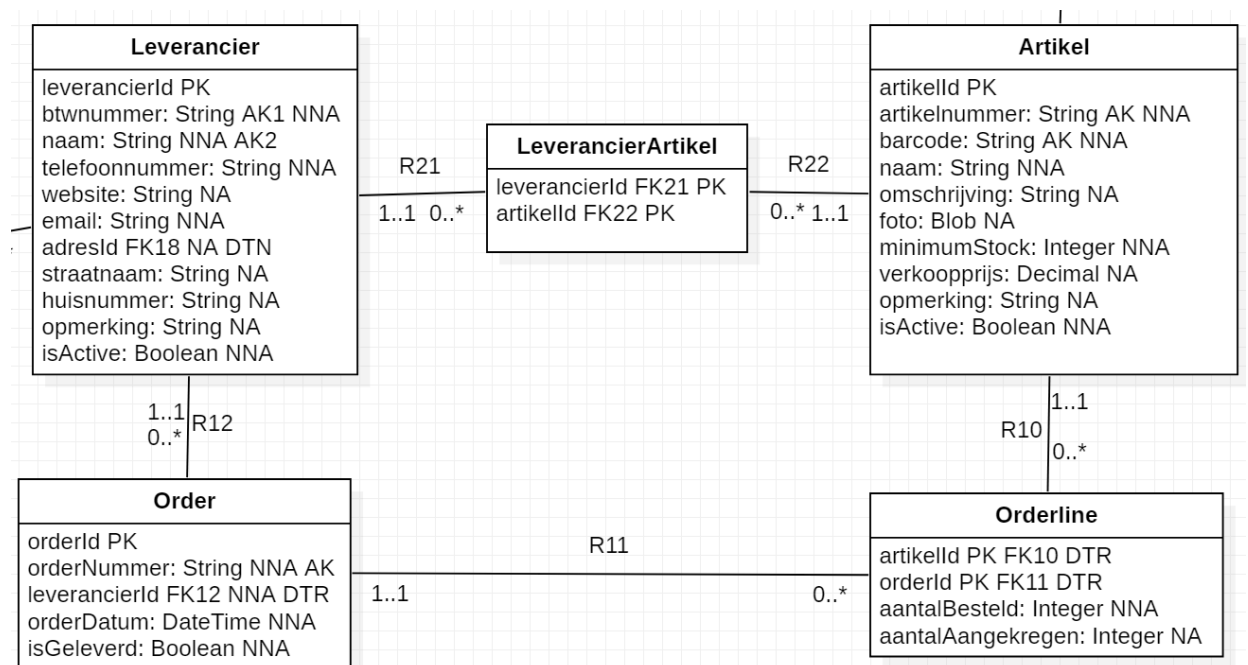 Leverancier
leverancierId PK
btwnummer: String AK1 NNA
naam: String NNA AK2
telefoonnummer: String NNA
website: String NA
email: String NNA
adresId FK18 NA DTN
straatnaam: String NA
huisnummer: String NA
opmerking: String NA
isActive: Boolean NNA
R21
1..1 0..*
LeverancierArtikel
leverancierId FK21 PK
artikelId FK22 PK
R22
0..* 1..1
Artikel
artikelId PK
artikelnummer: String AK NNA
barcode: String AK NNA
naam: String NNA
omschrijving: String NA
foto: Blob NA
minimumStock: Integer NNA
verkoopprijs: Decimal NA
opmerking: String NA
isActive: Boolean NNA
1..1
R12
0..*
1..1
R10
0..*
Order
orderId PK
orderNummer: String NNA AK
leverancierId FK12 NNA DTR
orderDatum: DateTime NNA
isGeleverd: Boolean NNA
R11
1..1
0..*
Orderline
artikelId PK FK10 DTR
orderId PK FK11 DTR
aantalBesteld: Integer NNA
aantalAangekregen: Integer NA